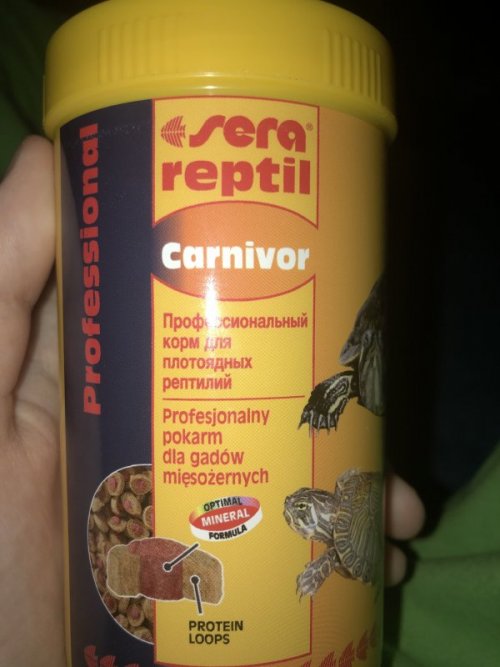 Professional
sera®
reptil
Carnivor
Профессиональный
корм для
плотоядных
рептилий
Profesjonalny
pokarm
dla gadów
mięsożernych
OPTIMAL
MINERAL
FORMULA
PROTEIN
LOOPS